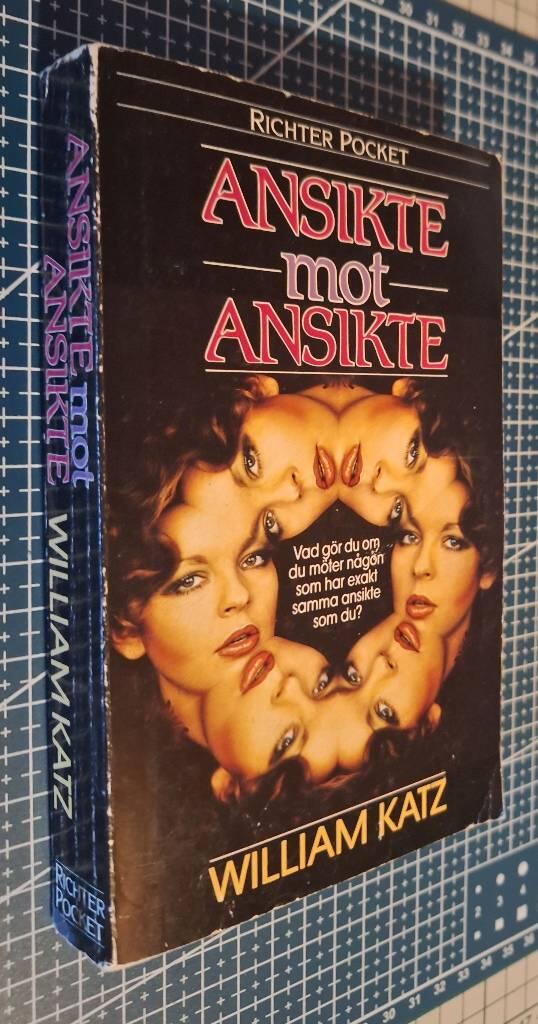 RICHTER POCKET
ANSIKTE
mot
ANSIKTE
Vad gör du om
du möter någon
som har exakt
samma ansikte
som du?
WILLIAM KATZ
ANSIKTE mot
ANSIKTE
WILLIAM KATZ
RICHTER
POCKET